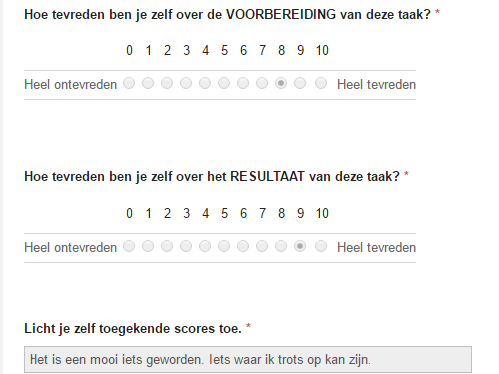 Hoe tevreden ben je zelf over de VOORBEREIDING van deze taak? *
0 1 2 3 4 5 6 7 8 9 10
Heel ontevreden Heel tevreden
Hoe tevreden ben je zelf over het RESULTAAT van deze taak? *
0 1 2 3 4 5 6 7 8 9 10
Heel ontevreden Heel tevreden
Licht je zelf toegekende scores toe. *
Het is een mooi iets geworden. Iets waar ik trots op kan zijn.